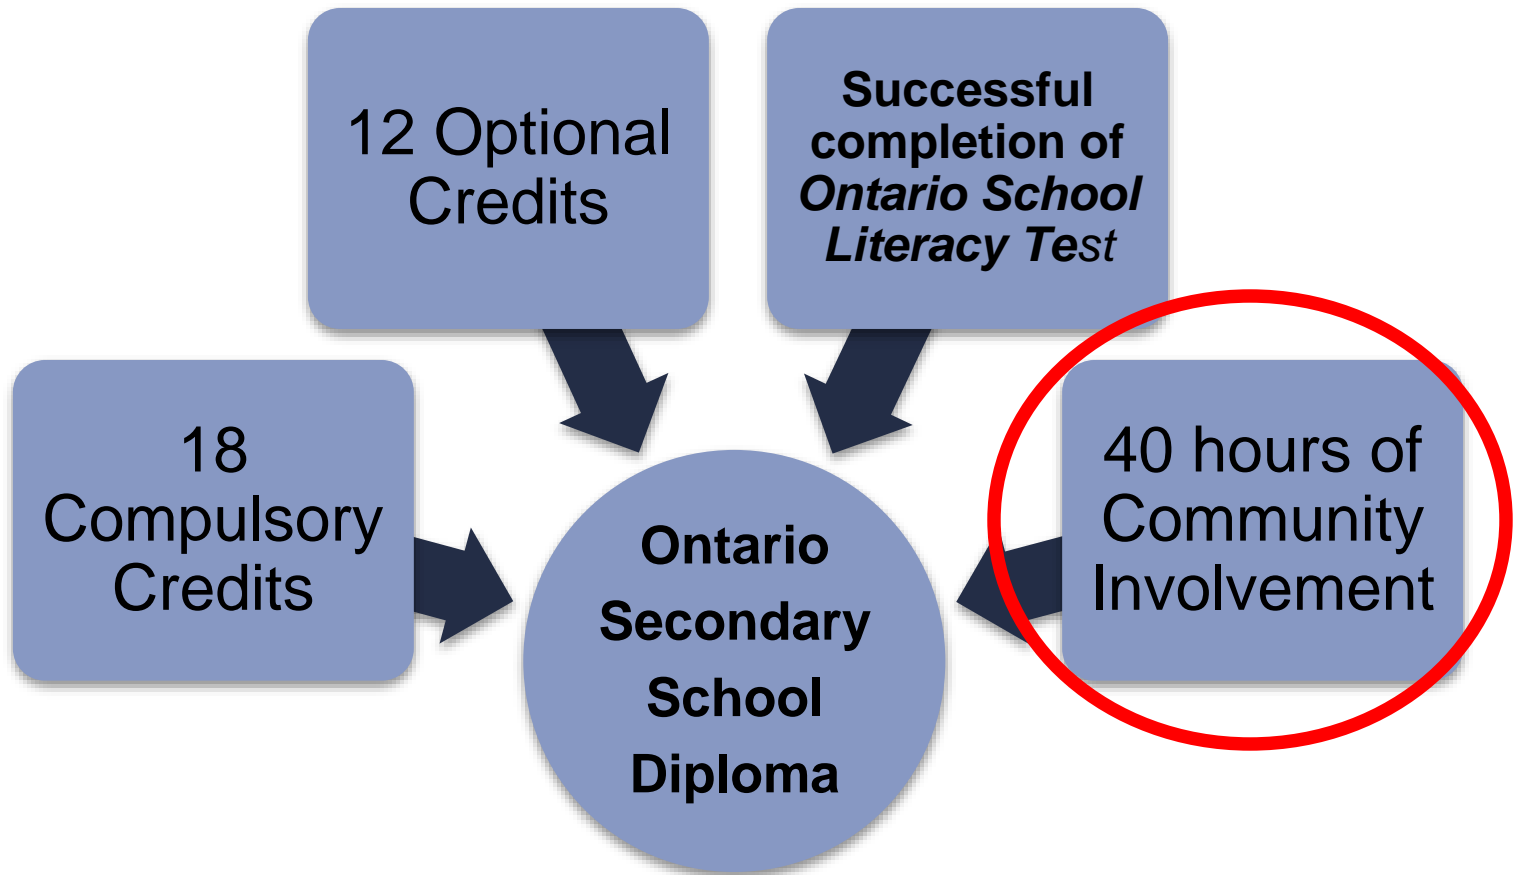 12 Optional
Credits
Successful
completion of
Ontario School
Literacy Test
18
Compulsory
Credits
40 hours of
Community
Involvement
Ontario
Secondary
School
Diploma